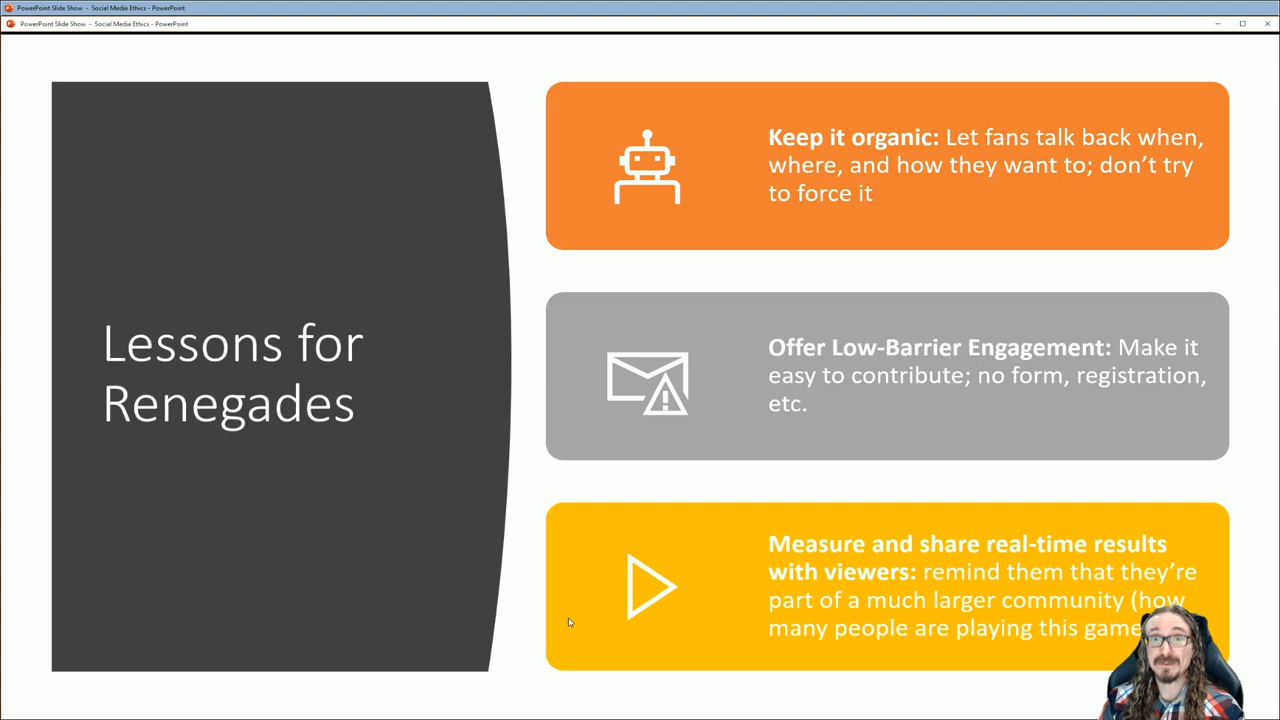 PowerPoint Slide Show - Social Media Ethics - PowerPoint
PowerPoint Slide Show - Social Media Ethics - PowerPoint
Lessons for
Renegades
Keep it organic: Let fans talk back when,
where, and how they want to; don’t try
to force it
Offer Low-Barrier Engagement: Make it
easy to contribute; no form, registration,
etc.
Measure and share real-time results
with viewers: remind them that they’re
part of a much larger community (how
many people are playing this game